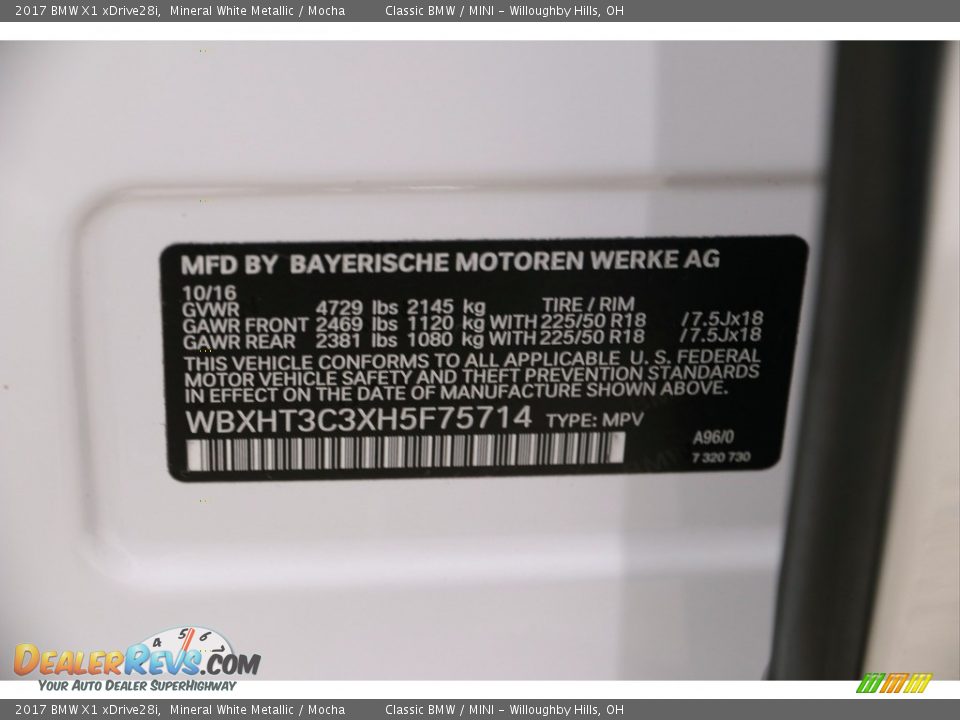 2017 BMW X1 xDrive28i, Mineral White Metallic / Mocha Classic BMW / MINI - Willoughby Hills, OH
MFD BY BAYERISCHE MOTOREN WERKE AG
10/16
GVWR 4729 lbs 2145 kg TIRE / RIM
GAWR FRONT 2469 lbs 1120 kg WITH 225/50 R18 /7.5Jx18
GAWR REAR 2381 lbs 1080 kg WITH 225/50 R18 /7.5Jx18
THIS VEHICLE CONFORMS TO ALL APPLICABLE U. S. FEDERAL
MOTOR VEHICLE SAFETY AND THEFT PREVENTION STANDARDS
IN EFFECT ON THE DATE OF MANUFACTURE SHOWN ABOVE.
WBXHT3C3XH5F75714 TYPE: MPV
A96/0
7 320 730
4 5 6
DEALERREVS.COM
YOUR AUTO DEALER SUPERHIGHWAY
2017 BMW X1 xDrive28i, Mineral White Metallic / Mocha Classic BMW / MINI - Willoughby Hills, OH